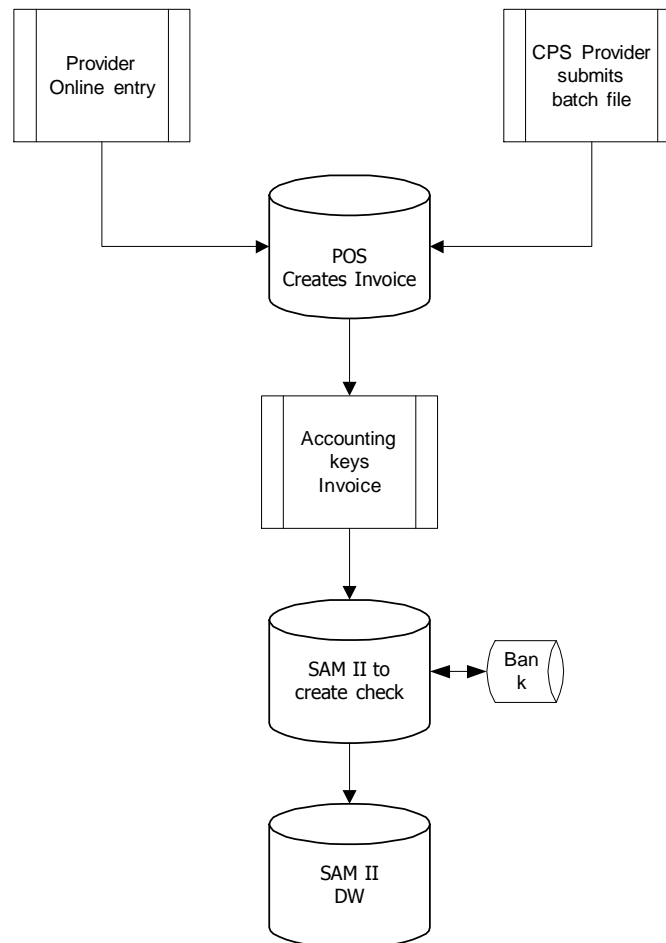 Provider
Online entry
CPS Provider
submits
batch file
POS
Creates Invoice
Accounting
keys
Invoice
SAM II to
create check
Ban
k
SAM II
DW